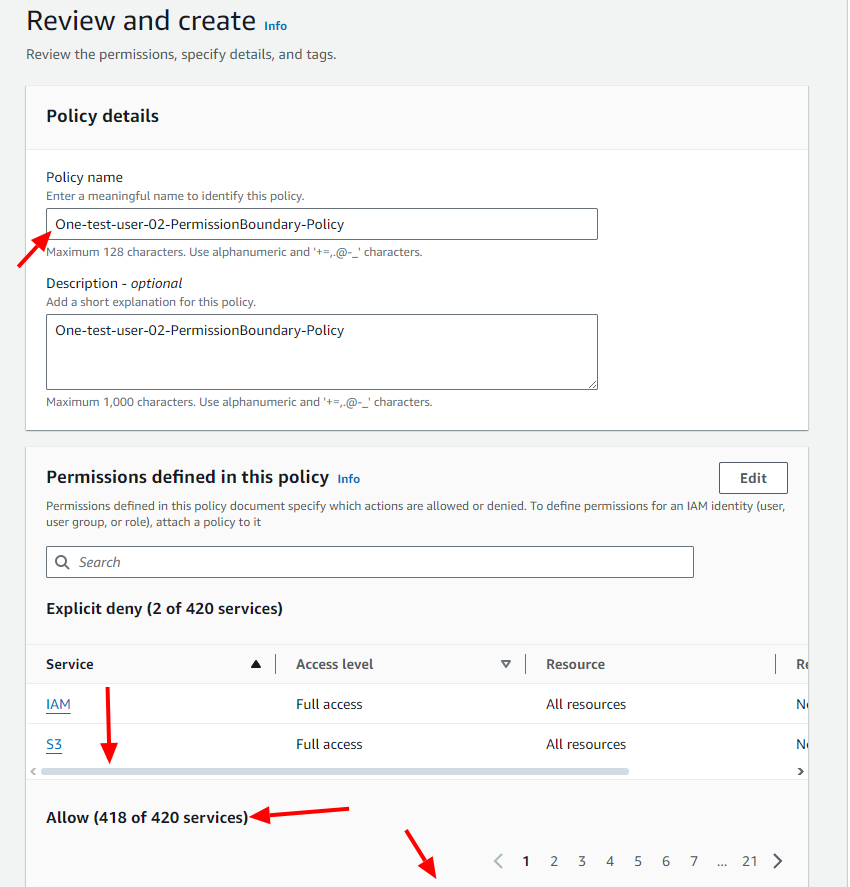 Review and create Info
Review the permissions, specify details, and tags.
Policy details
Policy name
Enter a meaningful name to identify this policy.
One-test-user-02-PermissionBoundary-Policy
Maximum 128 characters. Use alphanumeric and '+=,.@-_' characters.
Description - optional
Add a short explanation for this policy.
One-test-user-02-PermissionBoundary-Policy
Maximum 1,000 characters. Use alphanumeric and '+=,.@-_' characters.
Permissions defined in this policy Info
Edit
Permissions defined in this policy document specify which actions are allowed or denied. To define permissions for an IAM identity (user,
user group, or role), attach a policy to it
Search
Explicit deny (2 of 420 services)
Service Access level Resource
IAM Full access All resources
S3 Full access All resources
Allow (418 of 420 services)
1 2 3 4 5 6 7 ... 21